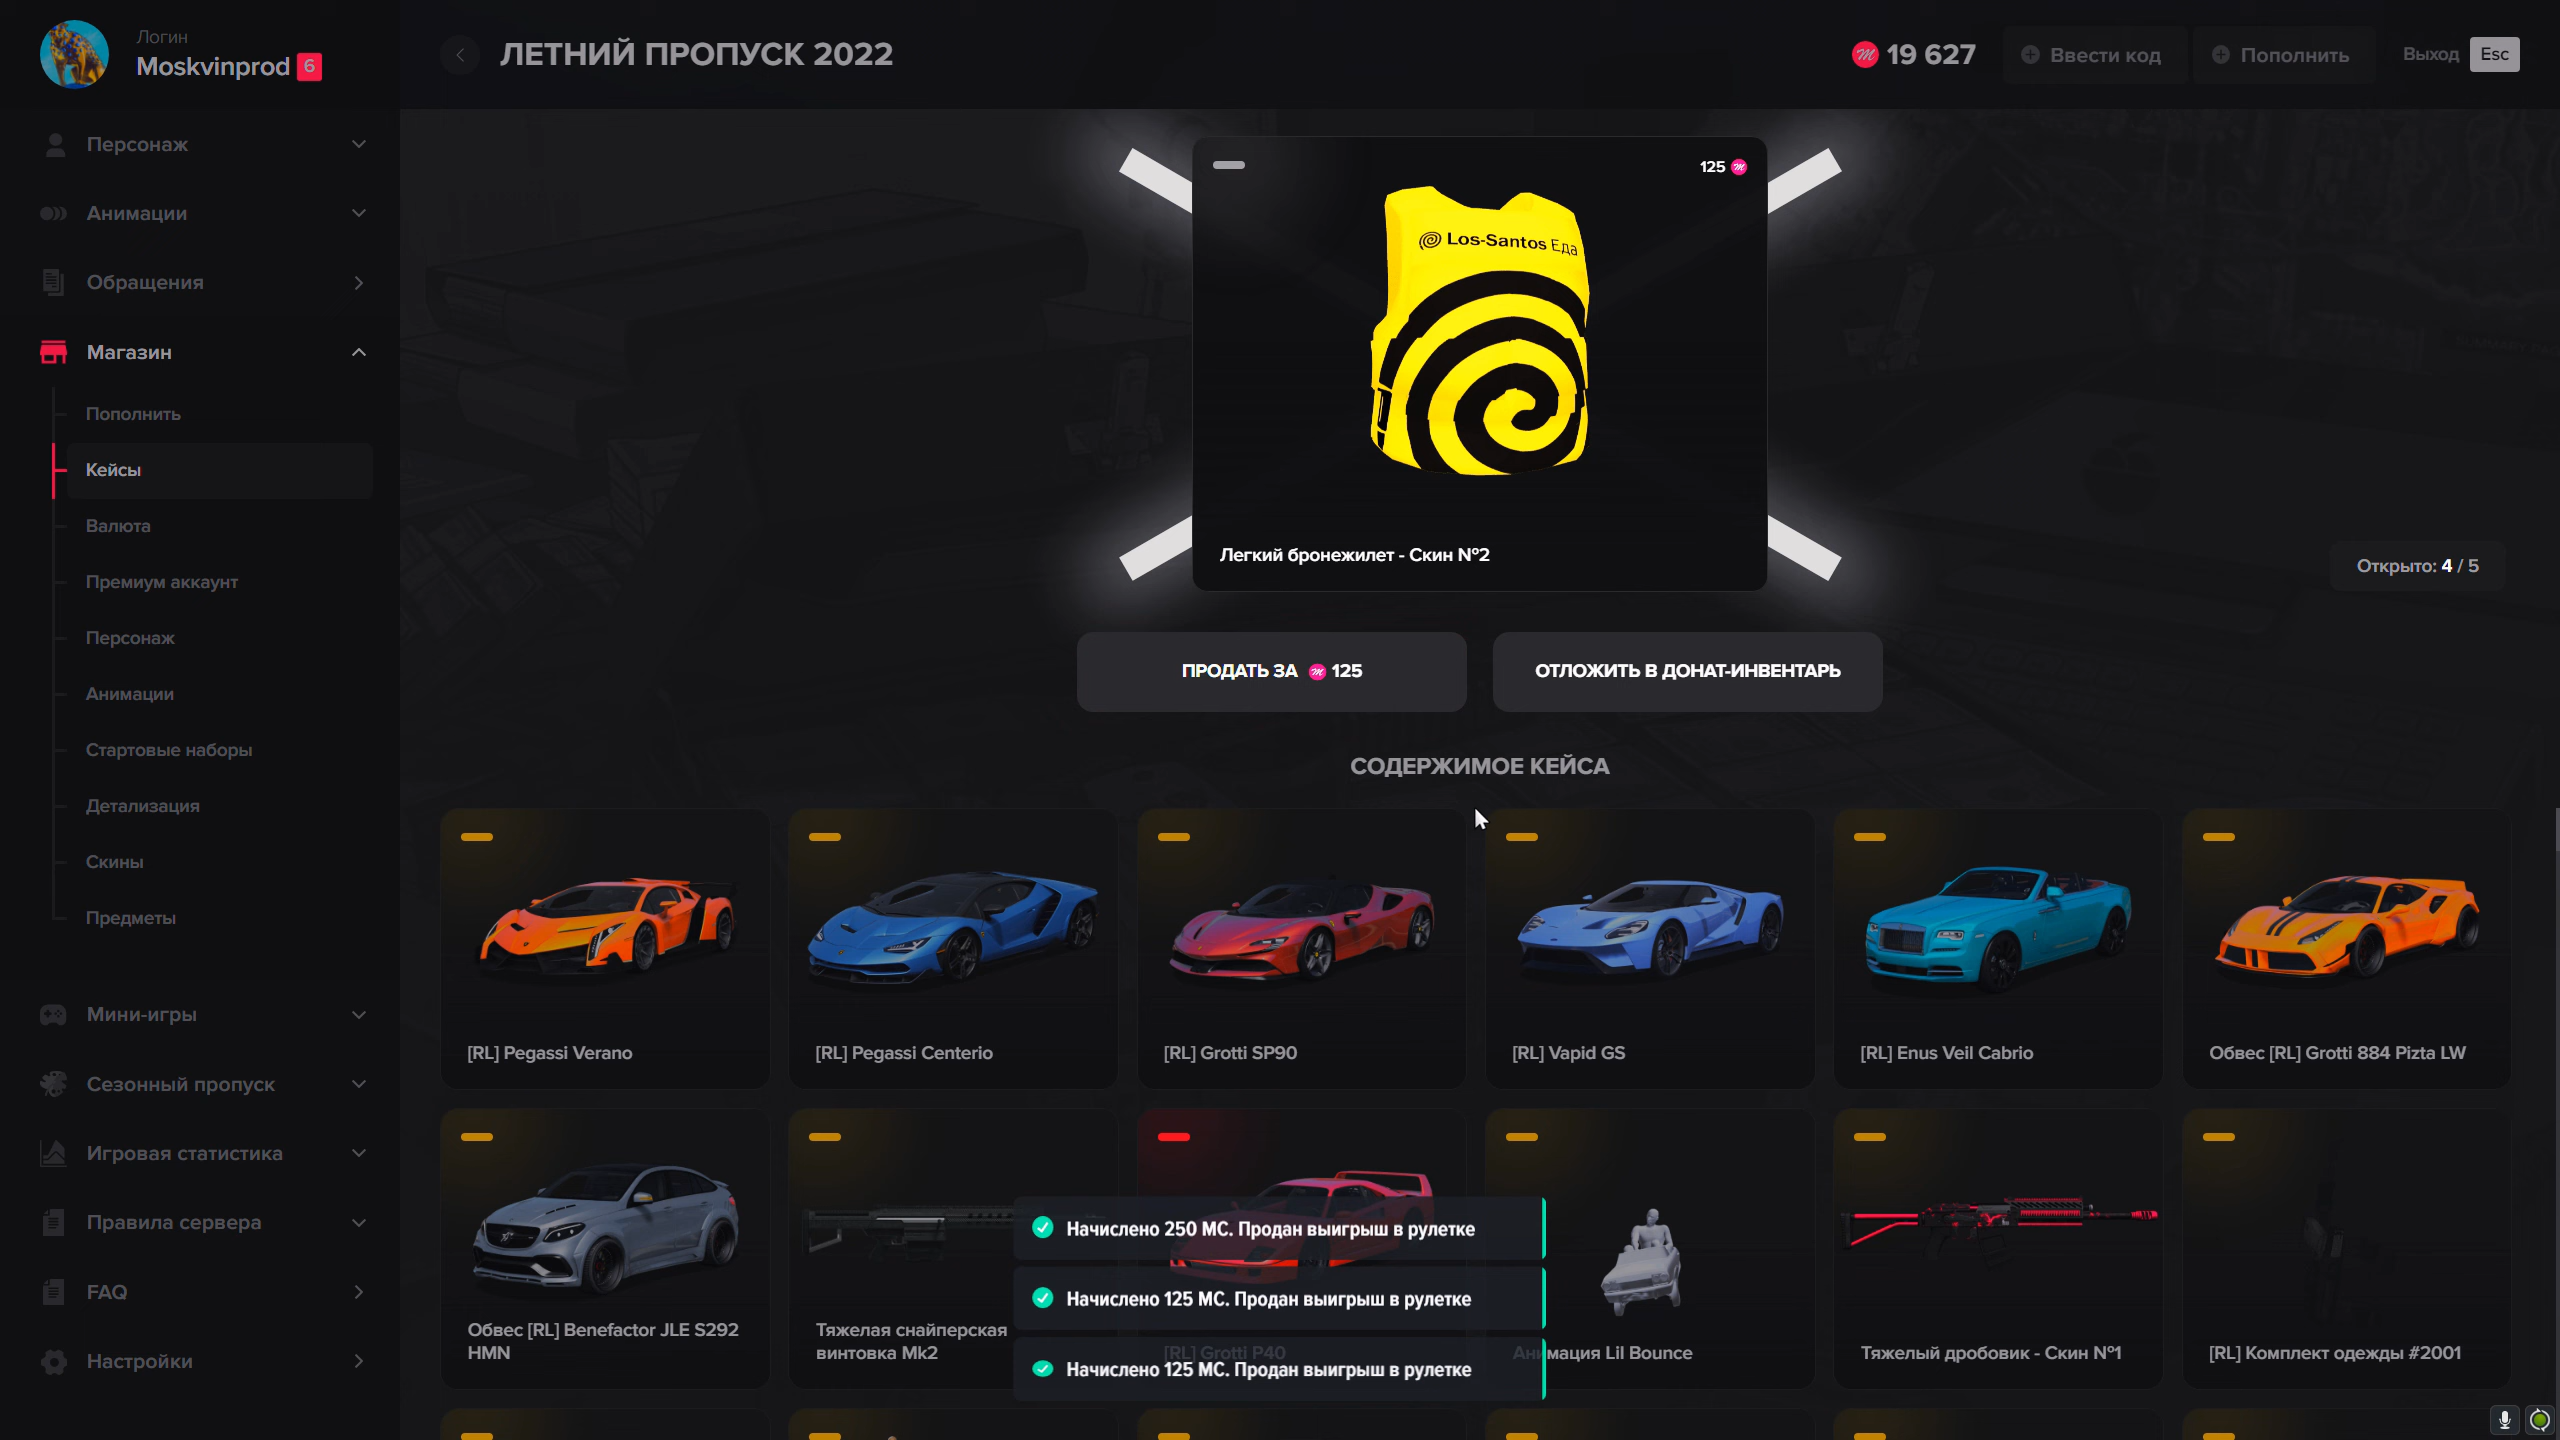 Логин
Moskvinprod 6
Персонаж
Анимации
Обращения
Магазин
Пополнить
Кейсы
Валюта
Премиум аккаунт
Персонаж
Анимации
Стартовые наборы
Детализация
Скины
Предметы
Мини-игры
Сезонный пропуск
Игровая статистика
Правила сервера
FAQ
Настройки
ЛЕТНИЙ ПРОПУСК 2022
19 627
Ввести код
Пополнить
Выход Esc
125
Los-Santos Еда
Легкий бронежилет - Скин №2
Открыто: 4 / 5
ПРОДАТЬ ЗА 125
ОТЛОЖИТЬ В ДОНАТ-ИНВЕНТАРЬ
СОДЕРЖИМОЕ КЕЙСА
[RL] Pegassi Verano
[RL] Pegassi Centerio
[RL] Grotti SP90
[RL] Vapid GS
[RL] Enus Veil Cabrio
Обвес [RL] Grotti 884 Pizta LW
Обвес [RL] Benefactor JLE S292
HMN
Тяжелая снайперская
винтовка Mk2
[RL] Grotti P40
Анимация Lil Bounce
Тяжелый дробовик - Скин №1
[RL] Комплект одежды #2001
Начислено 250 MC. Продан выигрыш в рулетке
Начислено 125 MC. Продан выигрыш в рулетке
Начислено 125 MC. Продан выигрыш в рулетке